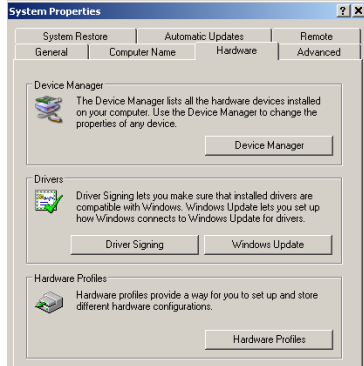 System Properties
System Restore
Automatic Updates
Remote
General
Computer Name
Hardware
Advanced
Device Manager
The Device Manager lists all the hardware devices installed
on your computer. Use the Device Manager to change the
properties of any device.
Device Manager
Drivers
Driver Signing lets you make sure that installed drivers are
compatible with Windows. Windows Update lets you set up
how Windows connects to Windows Update for drivers.
Driver Signing
Windows Update
Hardware Profiles
Hardware profiles provide a way for you to set up and store
different hardware configurations.
Hardware Profiles